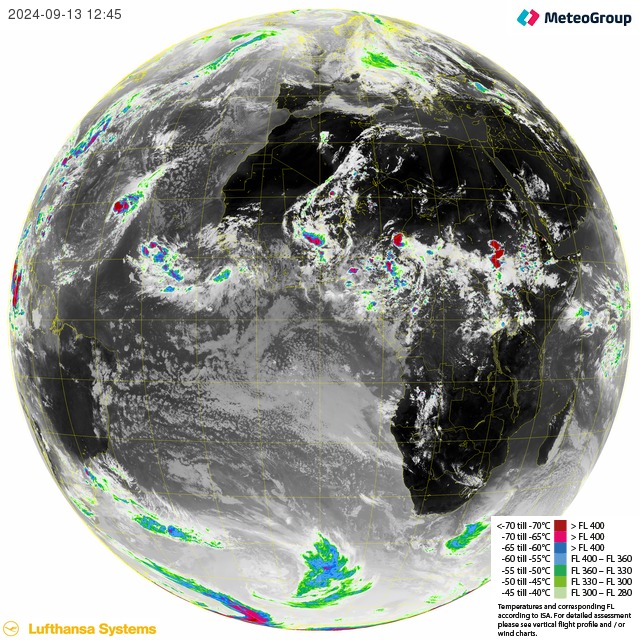 2024-09-13 12:45
MeteoGroup
<-70 till -70°C > FL 400
-70 till -65°C > FL 400
-65 till -60°C > FL 400
-60 till -55°C FL 400 – FL 360
-55 till -50°C FL 360 – FL 330
-50 till -45°C FL 330 – FL 300
-45 till -40°C FL 300 – FL 280
Temperatures and corresponding FL
according to ISA. For detailed assessment
please see vertical flight profile and / or
wind charts.
Lufthansa Systems